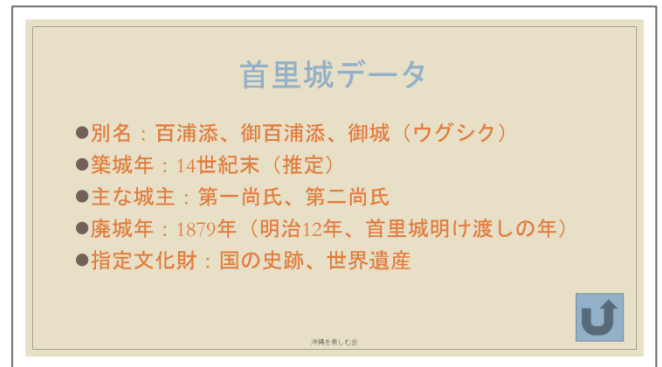 首里城データ
●別名：百浦添、御百浦添、御城（ウグシク）
●築城年：14世紀末（推定）
●主な城主：第一尚氏、第二尚氏
●廃城年：1879年（明治12年、首里城明け渡しの年）
●指定文化財：国の史跡、世界遺産
沖縄を楽しむ会